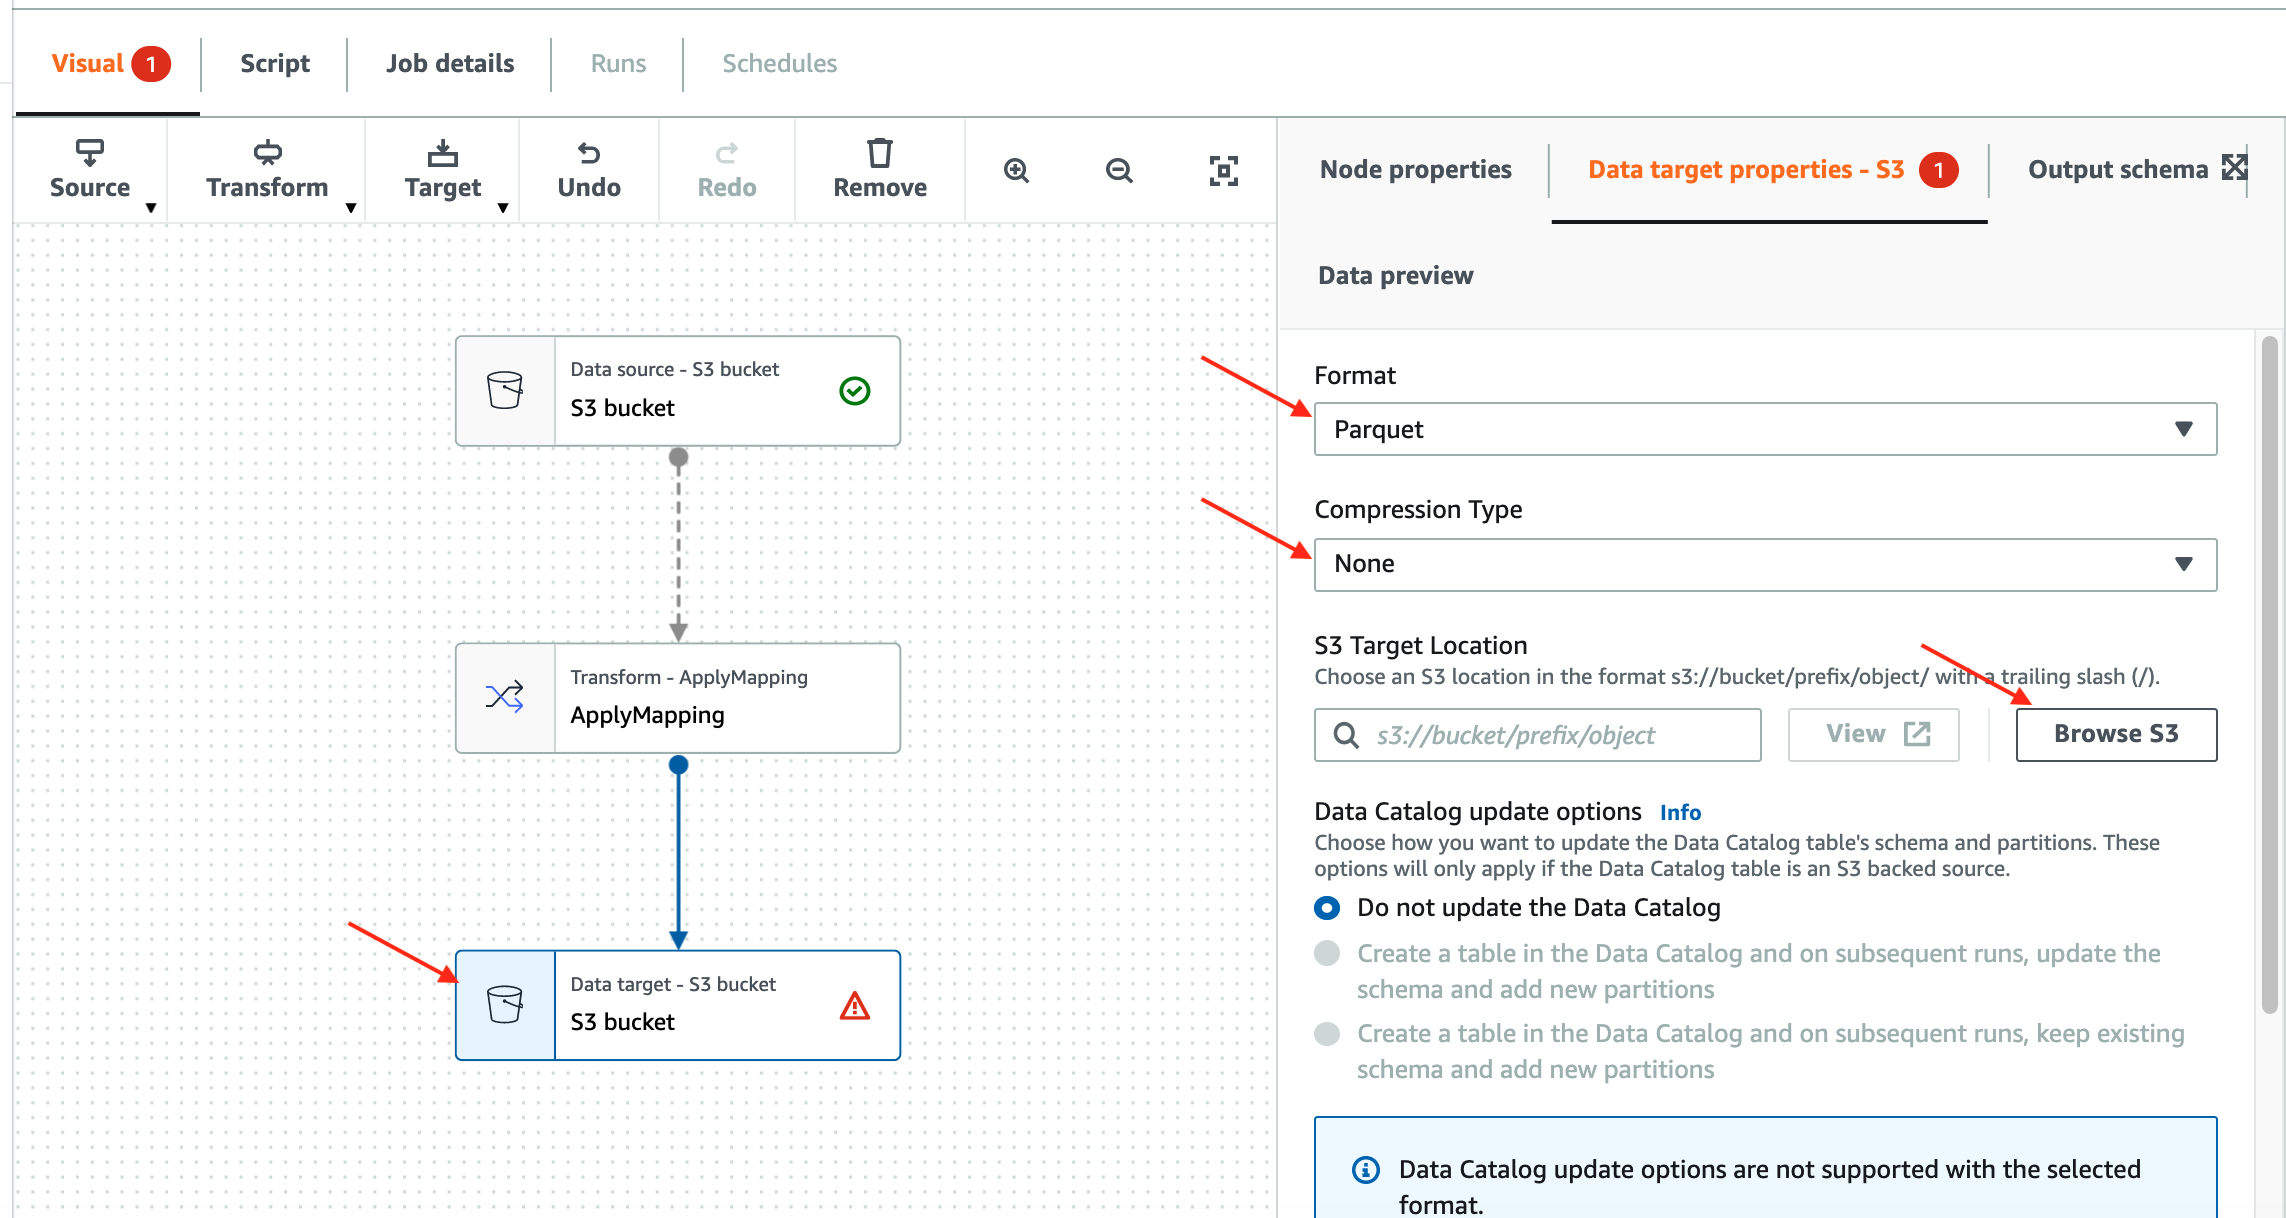 Visual 1
Script
Job details
Runs
Schedules
Source
Transform
Target
Undo
Redo
Remove
Node properties
Data target properties - S3 1
Output schema
Data preview
Data source - S3 bucket
S3 bucket
Transform - ApplyMapping
ApplyMapping
Data target - S3 bucket
S3 bucket
Format
Parquet
Compression Type
None
S3 Target Location
Choose an S3 location in the format s3://bucket/prefix/object/ with a trailing slash (/).
s3://bucket/prefix/object
View
Browse S3
Data Catalog update options Info
Choose how you want to update the Data Catalog table's schema and partitions. These
options will only apply if the Data Catalog table is an S3 backed source.
Do not update the Data Catalog
Create a table in the Data Catalog and on subsequent runs, update the
schema and add new partitions
Create a table in the Data Catalog and on subsequent runs, keep existing
schema and add new partitions
Data Catalog update options are not supported with the selected
format.